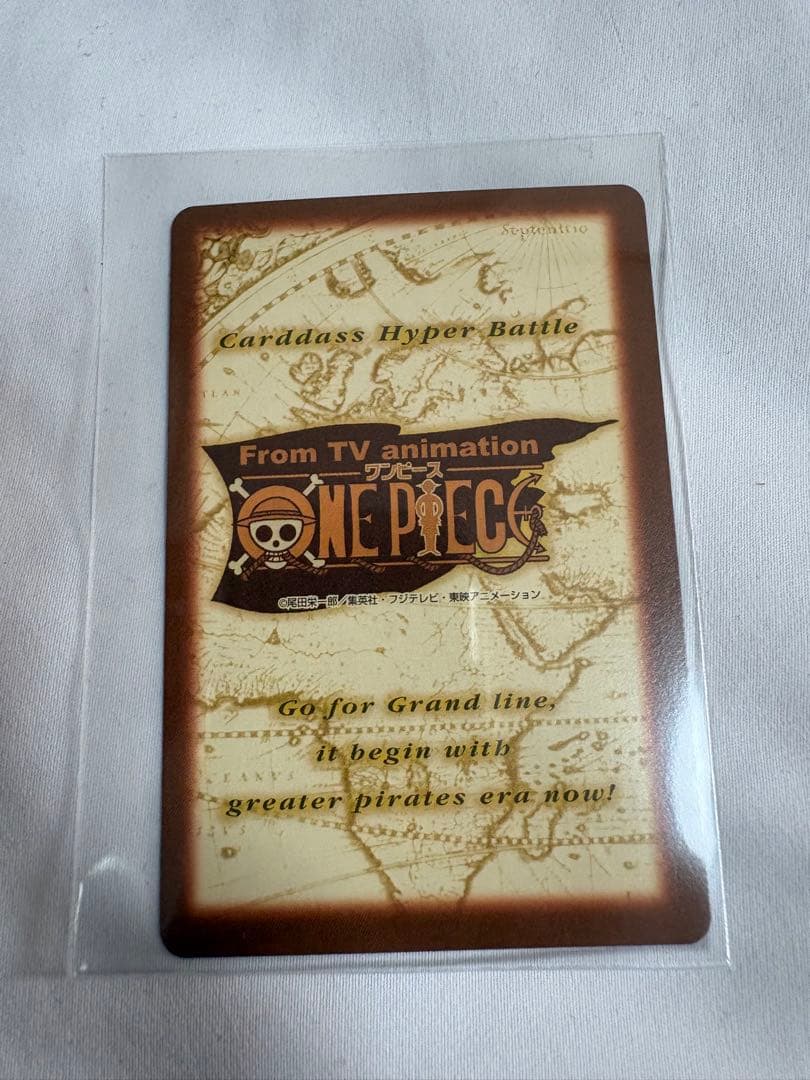 Septentrio
Carddass Hyper Battle
TLAN
From TV animation
ワンピース
ONE PIECE
©尾田栄一郎／集英社・フジテレビ・東映アニメーション
Go for Grand line,
it begin with
CEANVS
greater pirates era now!